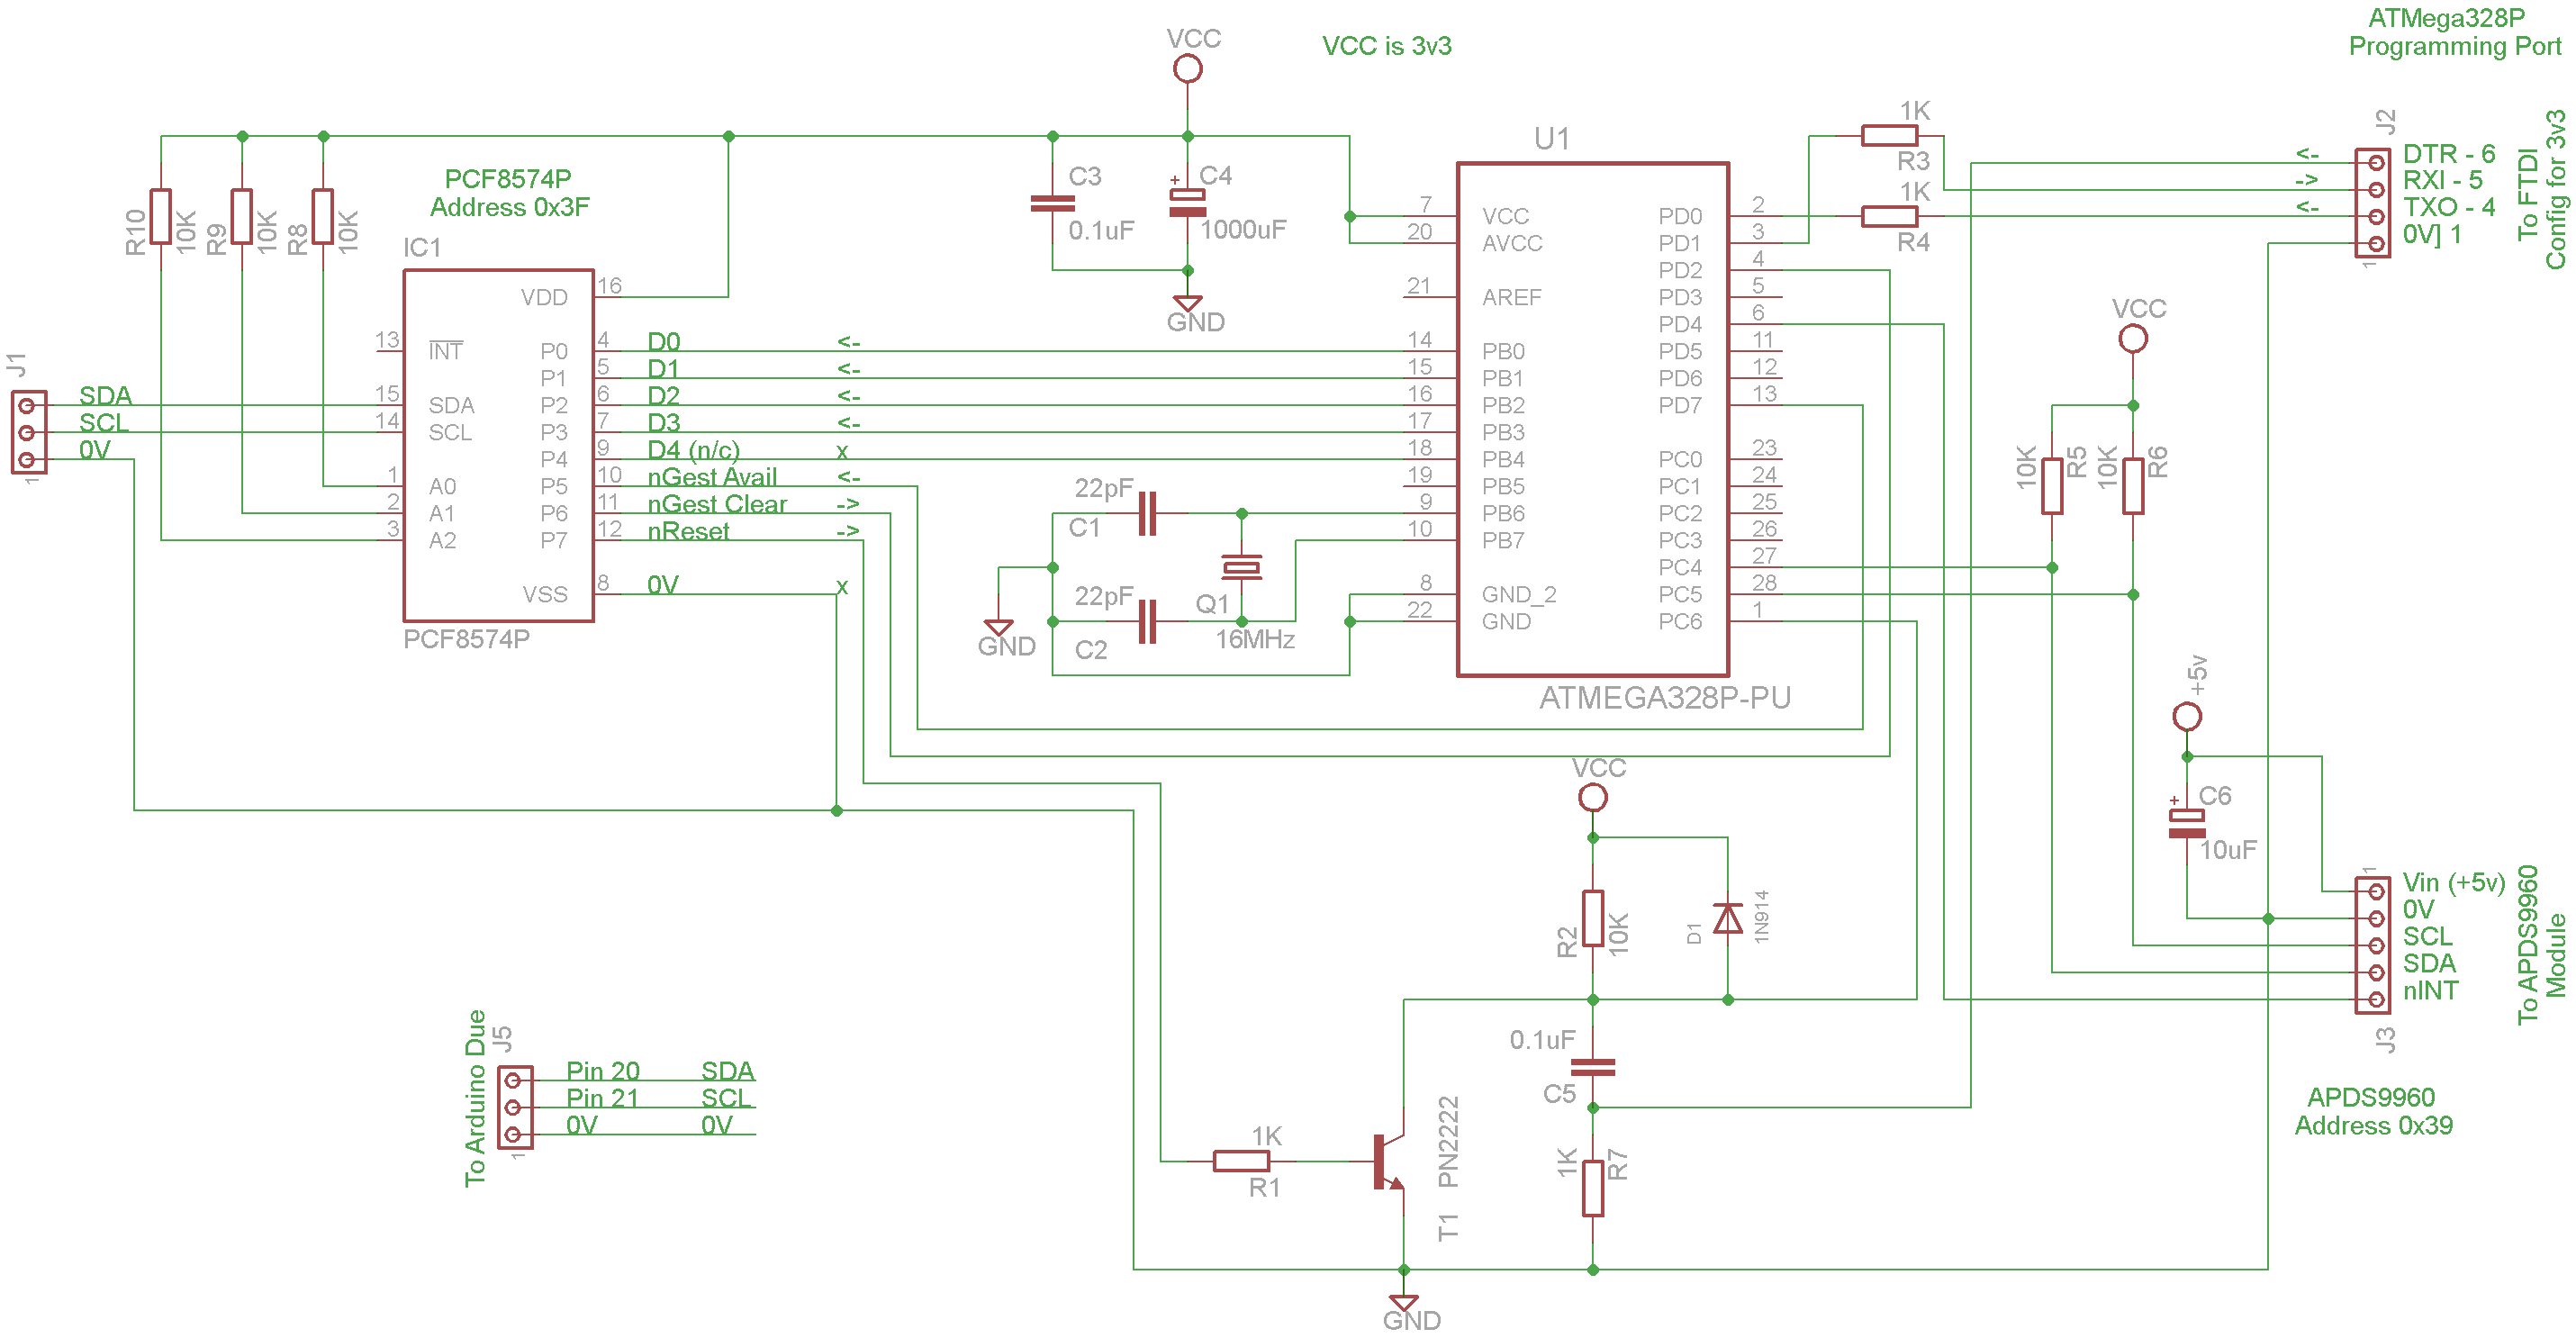 ATMega328P
Programming Port
VCC
VCC is 3v3
J2
DTR - 6
RXI - 5
TXO - 4
0V] 1
1
To FTDI
Config for 3v3
<-
->
<-
1K
R3
1K
R4
U1
7 VCC
20 AVCC
21 AREF
14 PB0
15 PB1
16 PB2
17 PB3
18 PB4
19 PB5
9 PB6
10 PB7
8 GND_2
22 GND
PD0 2
PD1 3
PD2 4
PD3 5
PD4 6
PD5 11
PD6 12
PD7 13
PC0 23
PC1 24
PC2 25
PC3 26
PC4 27
PC5 28
PC6 1
ATMEGA328P-PU
C3
0.1uF
+
C4
1000uF
GND
PCF8574P
Address 0x3F
R10
10K
R9
10K
R8
10K
IC1
VDD 16
13 INT
15 SDA
14 SCL
1 A0
2 A1
3 A2
P0 4
P1 5
P2 6
P3 7
P4 9
P5 10
P6 11
P7 12
VSS 8
PCF8574P
D0 <-
D1 <-
D2 <-
D3 <-
D4 (n/c) x
nGest Avail <-
nGest Clear ->
nReset ->
0V x
J1
SDA
SCL
0V
1
22pF
C1
22pF
C2
Q1
16MHz
GND
VCC
10K
R5
10K
R6
+5v
+
C6
10uF
1
Vin (+5v)
0V
SCL
SDA
nINT
J3
To APDS9960
Module
APDS9960
Address 0x39
VCC
R2
10K
D1
1N914
0.1uF
C5
1K
R7
1K
R1
PN2222
T1
GND
To Arduino Due
J5
Pin 20 SDA
Pin 21 SCL
0V 0V
1